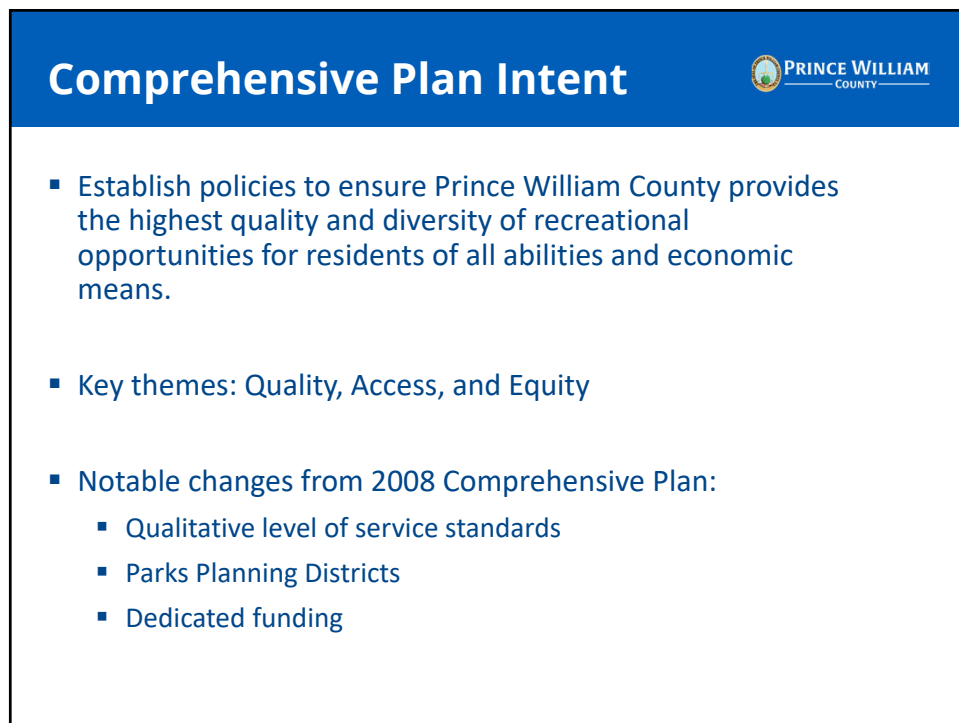 Comprehensive Plan Intent
PRINCE WILLIAM
COUNTY
▪ Establish policies to ensure Prince William County provides
the highest quality and diversity of recreational
opportunities for residents of all abilities and economic
means.
▪ Key themes: Quality, Access, and Equity
▪ Notable changes from 2008 Comprehensive Plan:
▪ Qualitative level of service standards
▪ Parks Planning Districts
▪ Dedicated funding